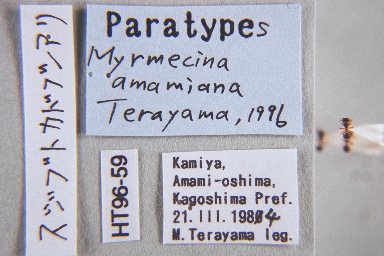 スジブトカドブシアリ
Paratypes
Myrmecina
amamiana
Terayama, 1996
HT96-59
Kamiya,
Amami-oshima,
Kagoshima Pref.
21. III. 1984
M. Terayama leg.